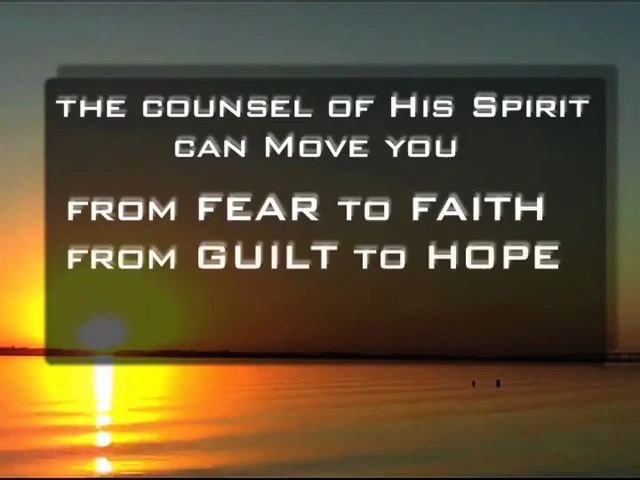 THE COUNSEL OF HIS SPIRIT
CAN MOVE YOU
FROM FEAR TO FAITH
FROM GUILT TO HOPE